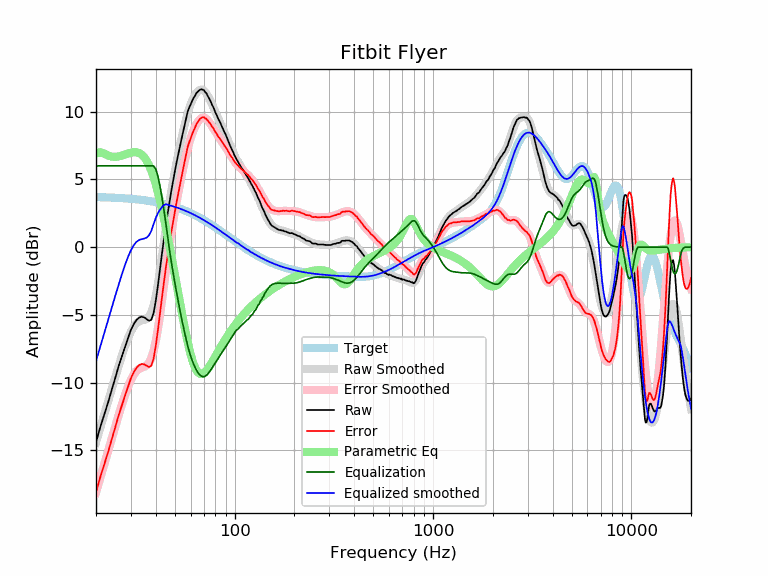 Fitbit Flyer
10
5
0
−5
−10
−15
Amplitude (dBr)
Target
Raw Smoothed
Error Smoothed
Raw
Error
Parametric Eq
Equalization
Equalized smoothed
100
1000
10000
Frequency (Hz)